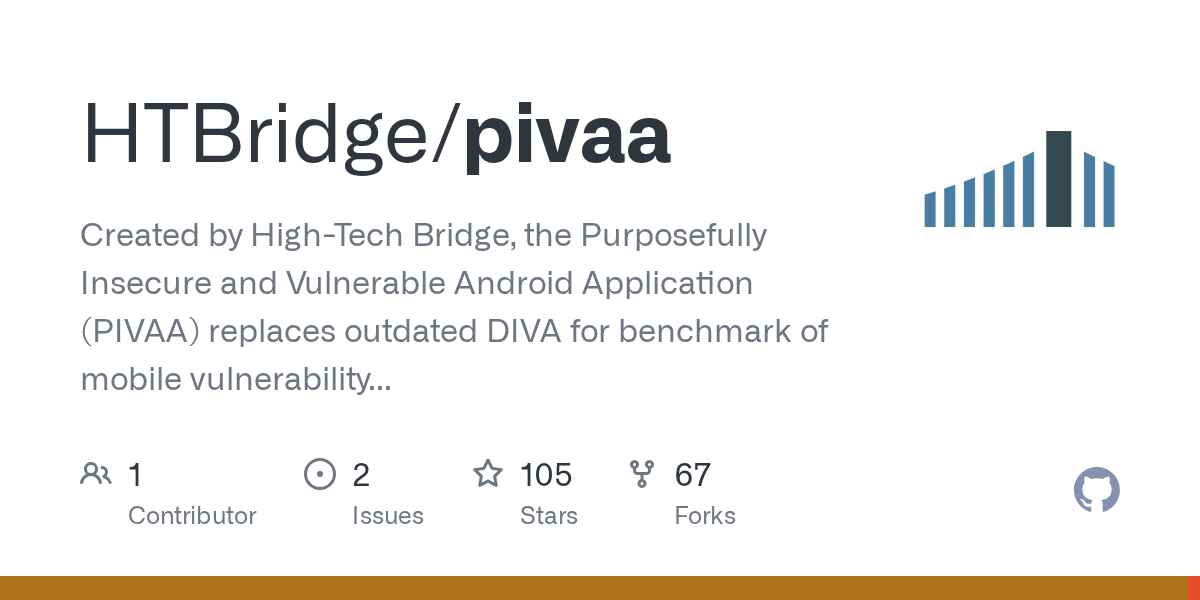 HTBridge/pivaa
Created by High-Tech Bridge, the Purposefully
Insecure and Vulnerable Android Application
(PIVAA) replaces outdated DIVA for benchmark of
mobile vulnerability...
1 2 105 67
Contributor Issues Stars Forks